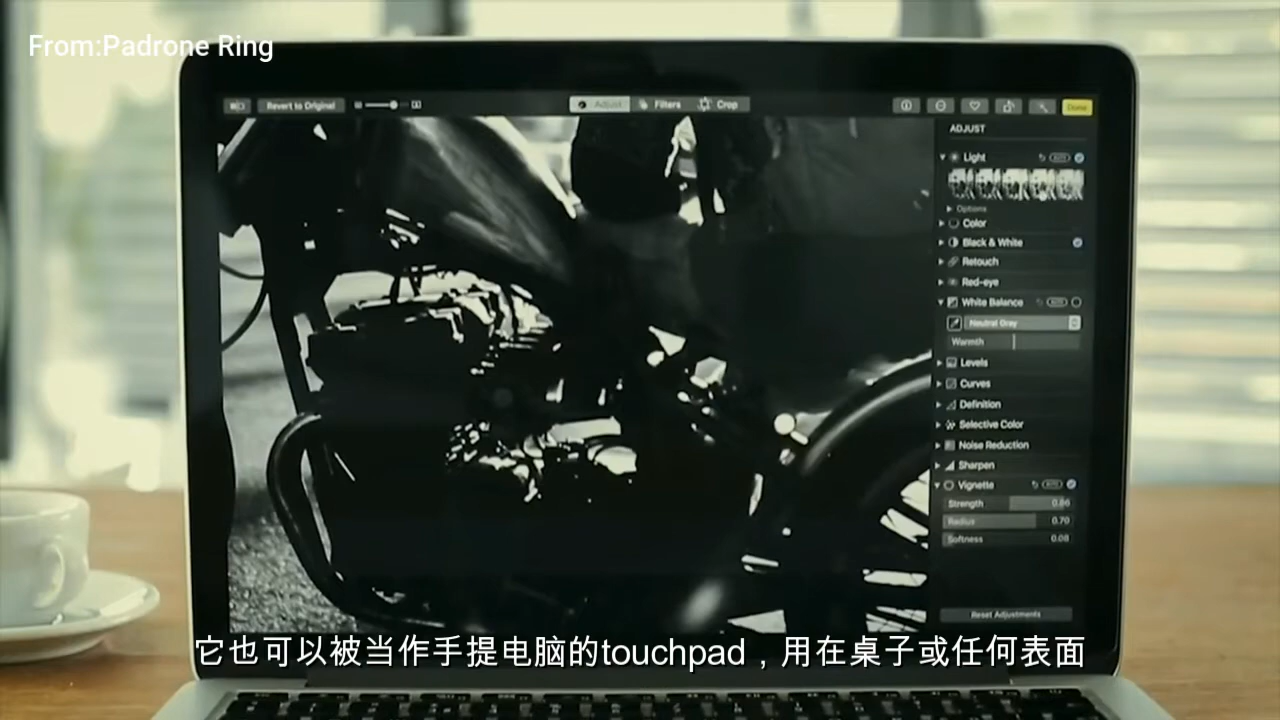 From:Padrone Ring
Revert to Original
Adjust
Filters
Crop
Done
ADJUST
Light
AUTO
Options
Color
Black & White
Retouch
Red-eye
White Balance
AUTO
Neutral Gray
Warmth
Levels
Curves
Definition
Selective Color
Noise Reduction
Sharpen
Vignette
AUTO
Strength 0.86
Radius 0.70
Softness 0.08
Reset Adjustments
它也可以被当作手提电脑的touchpad，用在桌子或任何表面